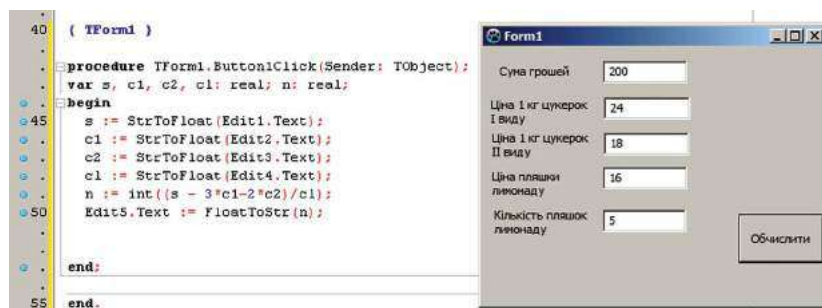 40 { TForm1 }
procedure TForm1.Button1Click(Sender: TObject);
var s, c1, c2, cl: real; n: real;
begin
45 s := StrToFloat(Edit1.Text);
c1 := StrToFloat(Edit2.Text);
c2 := StrToFloat(Edit3.Text);
cl := StrToFloat(Edit4.Text);
n := int((s - 3*c1-2*c2)/cl);
50 Edit5.Text := FloatToStr(n);
end;
55 end.
Form1
Сума грошей 200
Ціна 1 кг цукерок
I виду
24
Ціна 1 кг цукерок
II виду
18
Ціна пляшки
лимонаду
16
Кількість пляшок
лимонаду
5
Обчислити